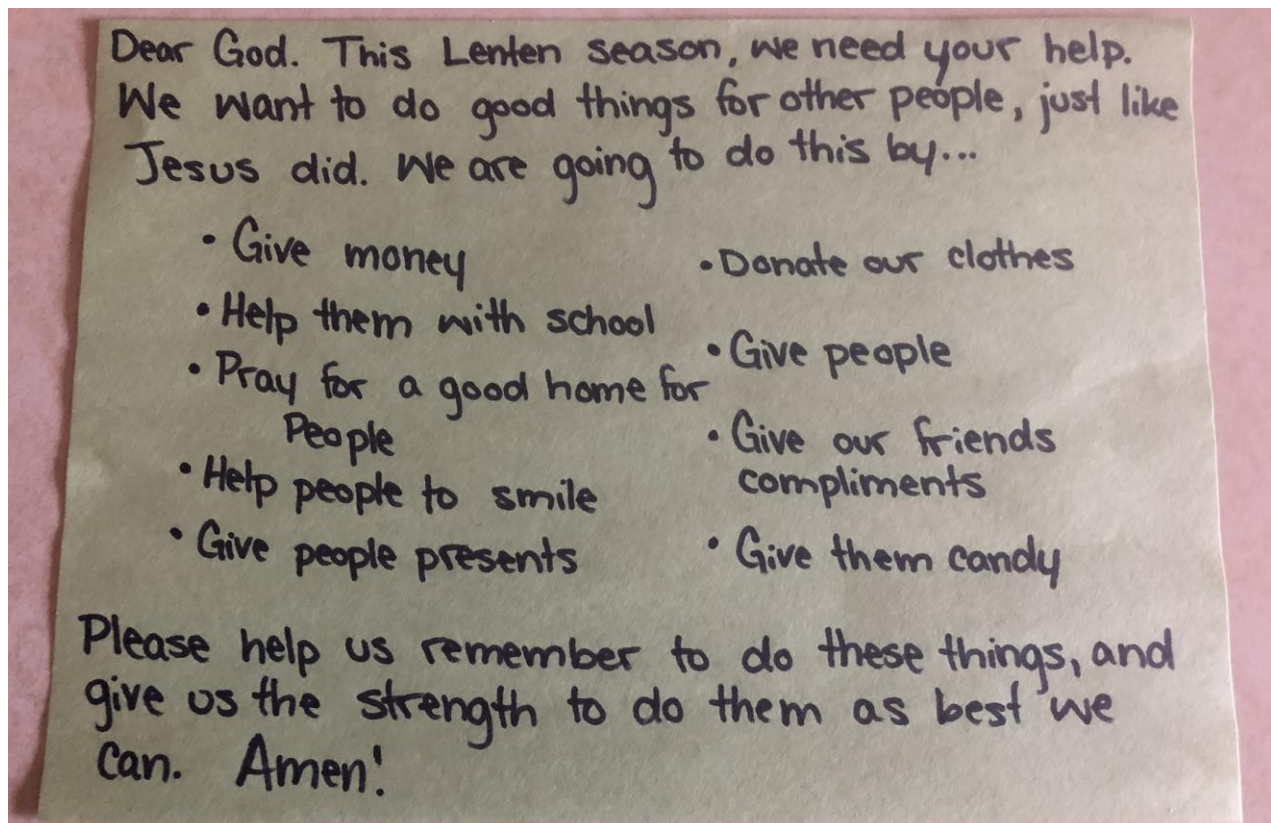 Dear God. This Lenten season, we need your help.
We want to do good things for other people, just like
Jesus did. We are going to do this by...
• Give money
• Help them with school
• Pray for a good home for
People
• Help people to smile
• Give people presents
• Donate our clothes
• Give people
• Give our friends
compliments
• Give them candy
Please help us remember to do these things, and
give us the strength to do them as best we
can. Amen!